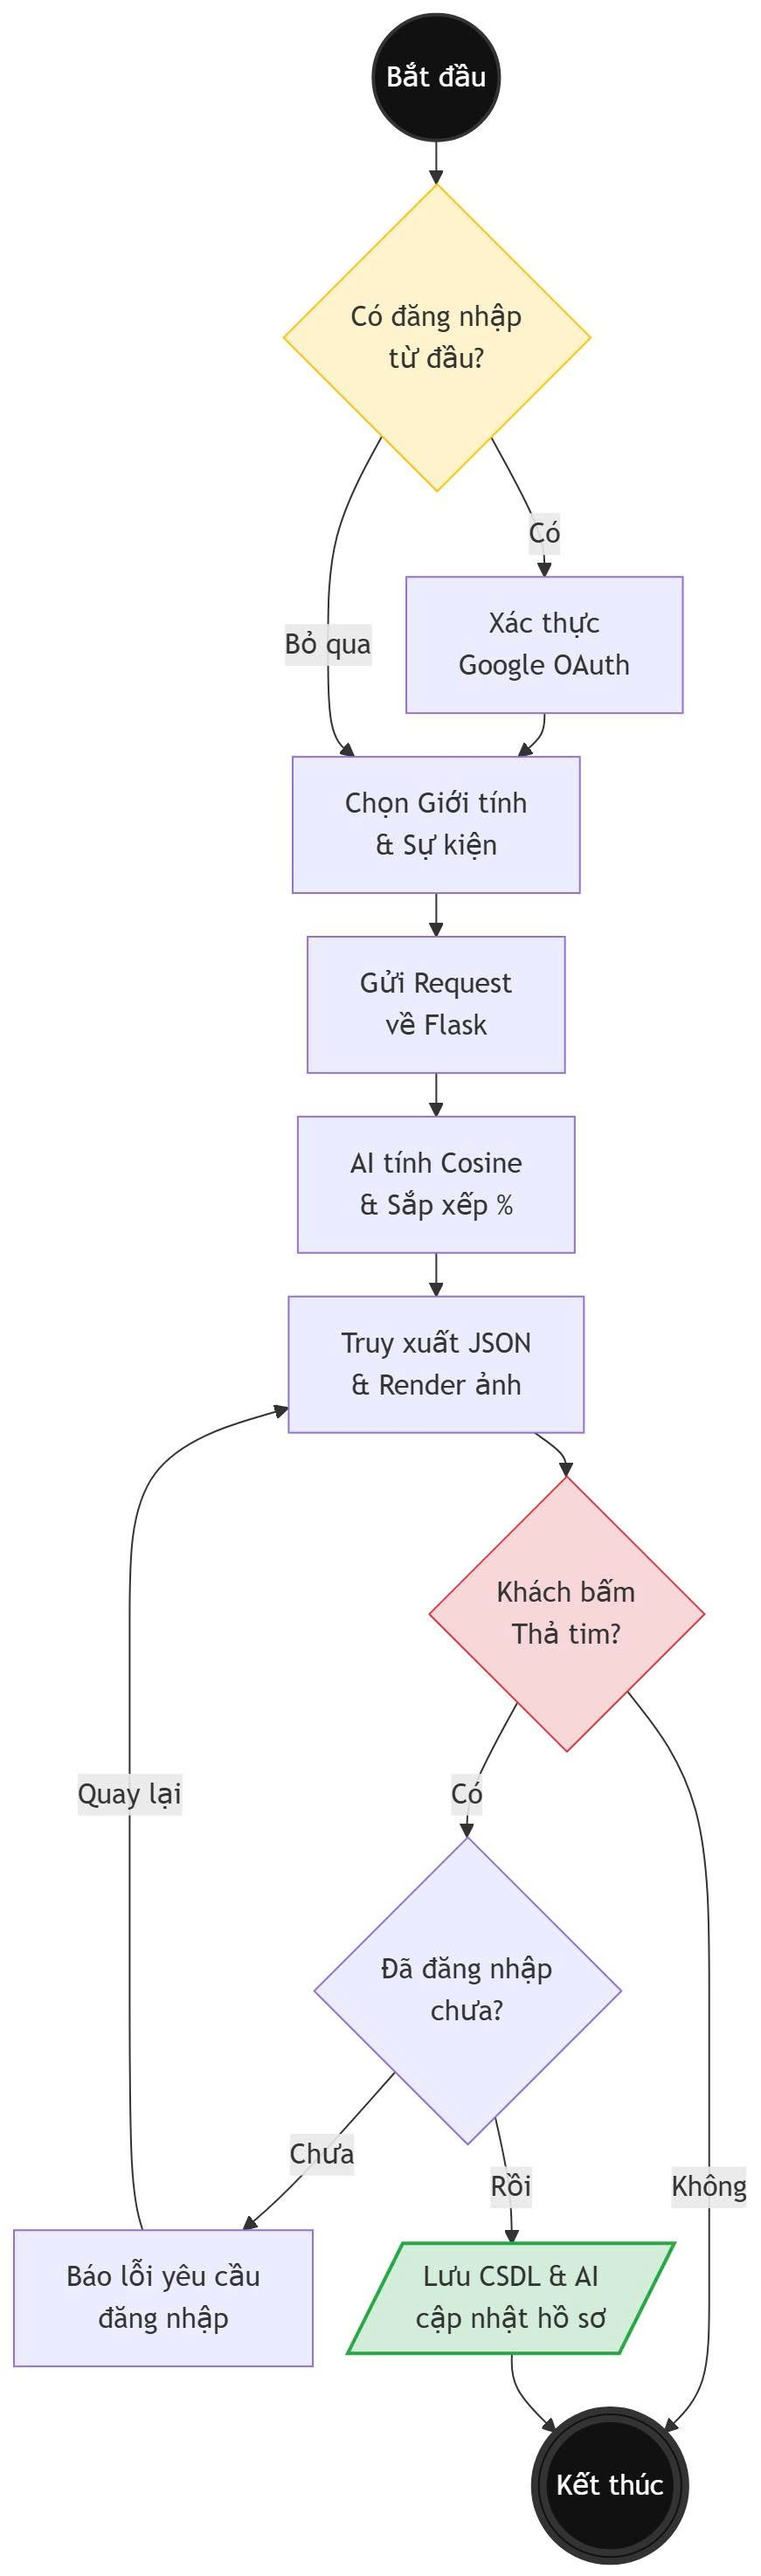 Bắt đầu
Có đăng nhập
từ đầu?
Có
Bỏ qua
Xác thực
Google OAuth
Chọn Giới tính
& Sự kiện
Gửi Request
về Flask
AI tính Cosine
& Sắp xếp %
Truy xuất JSON
& Render ảnh
Khách bấm
Thả tim?
Quay lại
Có
Đã đăng nhập
chưa?
Chưa
Rồi
Không
Báo lỗi yêu cầu
đăng nhập
Lưu CSDL & AI
cập nhật hồ sơ
Kết thúc